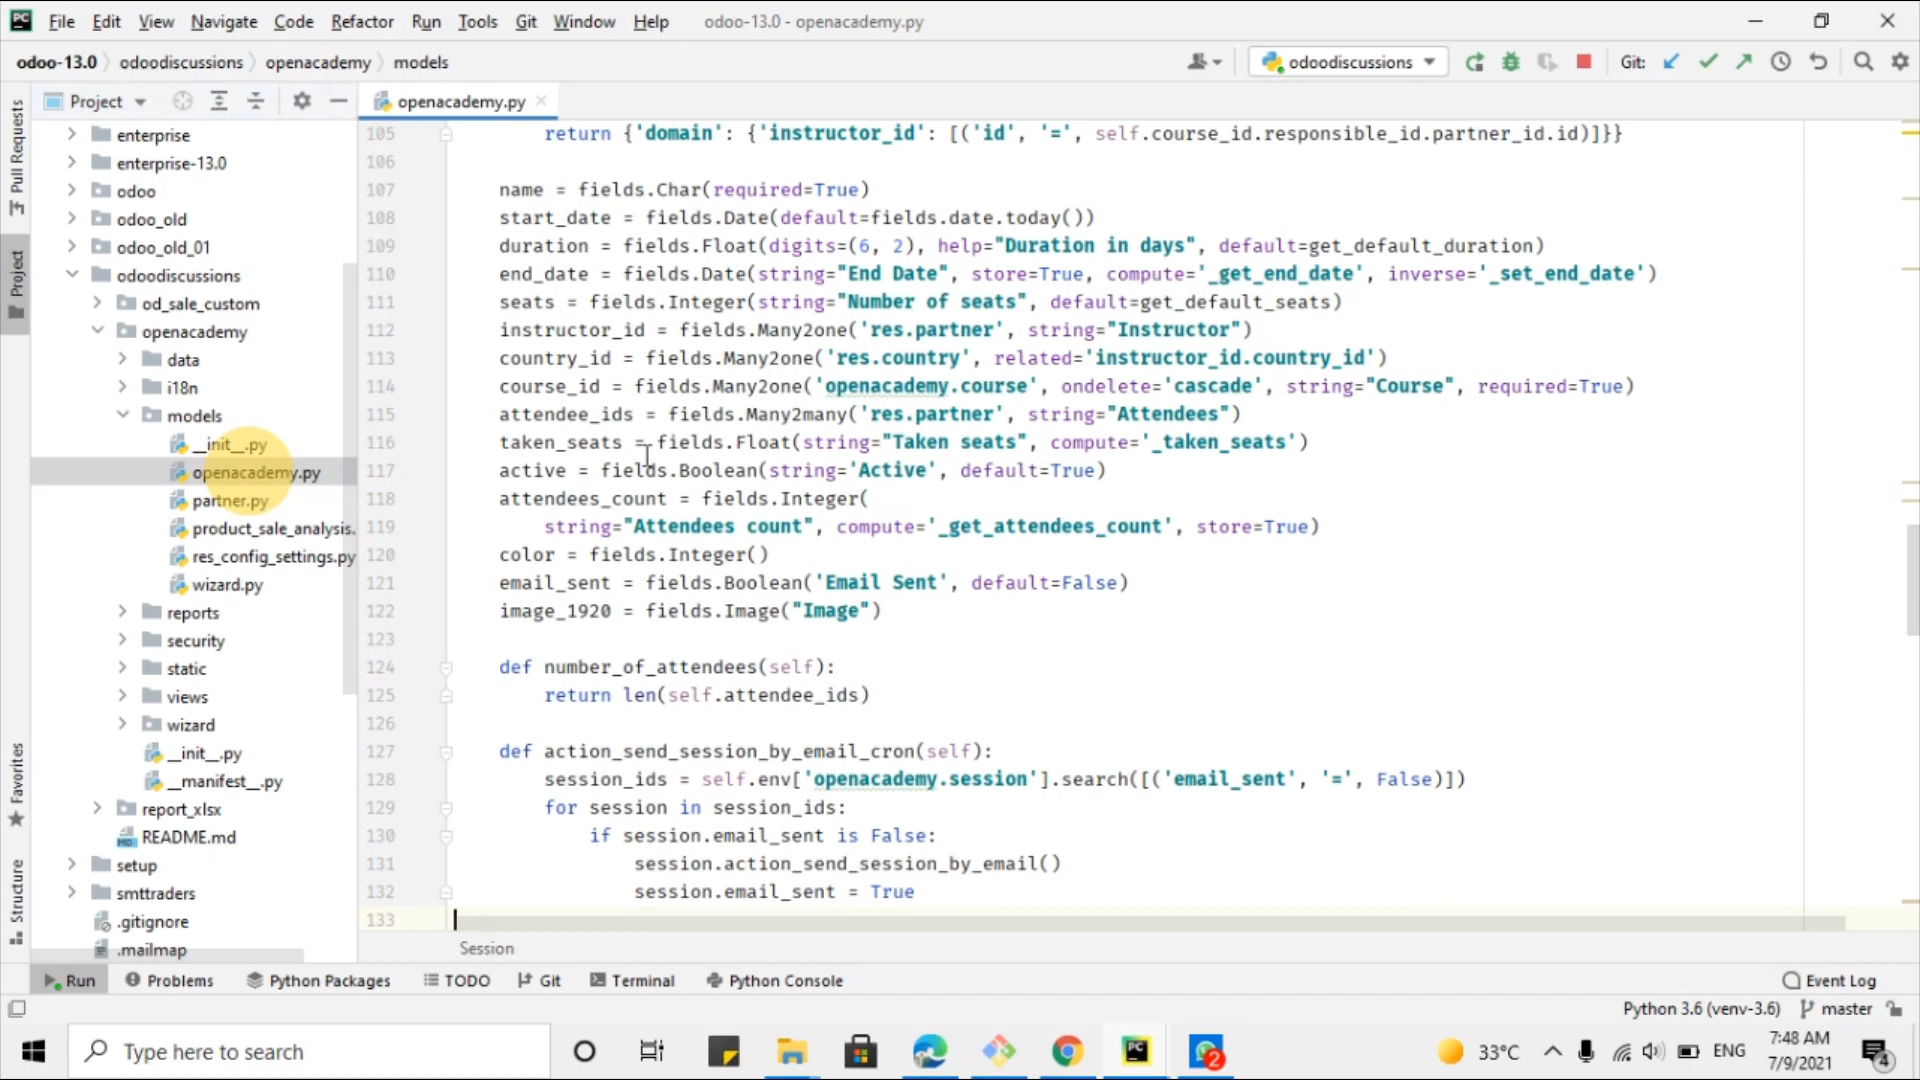 PC File Edit View Navigate Code Refactor Run Tools Git Window Help odoo-13.0 - openacademy.py
odoo-13.0 odoodiscussions openacademy models odoodiscussions Git:
Project openacademy.py
Pull Requests
Project
Favorites
Structure
enterprise
enterprise-13.0
odoo
odoo_old
odoo_old_01
odoodiscussions
od_sale_custom
openacademy
data
i18n
models
__init__.py
openacademy.py
partner.py
product_sale_analysis.
res_config_settings.py
wizard.py
reports
security
static
views
wizard
__init__.py
__manifest__.py
report_xlsx
MD README.md
setup
smttraders
.gitignore
.mailmap
105 return {'domain': {'instructor_id': [('id', '=', self.course_id.responsible_id.partner_id.id)]}}
106
107 name = fields.Char(required=True)
108 start_date = fields.Date(default=fields.date.today())
109 duration = fields.Float(digits=(6, 2), help="Duration in days", default=get_default_duration)
110 end_date = fields.Date(string="End Date", store=True, compute='_get_end_date', inverse='_set_end_date')
111 seats = fields.Integer(string="Number of seats", default=get_default_seats)
112 instructor_id = fields.Many2one('res.partner', string="Instructor")
113 country_id = fields.Many2one('res.country', related='instructor_id.country_id')
114 course_id = fields.Many2one('openacademy.course', ondelete='cascade', string="Course", required=True)
115 attendee_ids = fields.Many2many('res.partner', string="Attendees")
116 taken_seats = fields.Float(string="Taken seats", compute='_taken_seats')
117 active = fields.Boolean(string='Active', default=True)
118 attendees_count = fields.Integer(
119 string="Attendees count", compute='_get_attendees_count', store=True)
120 color = fields.Integer()
121 email_sent = fields.Boolean('Email Sent', default=False)
122 image_1920 = fields.Image("Image")
123
124 def number_of_attendees(self):
125 return len(self.attendee_ids)
126
127 def action_send_session_by_email_cron(self):
128 session_ids = self.env['openacademy.session'].search([('email_sent', '=', False)])
129 for session in session_ids:
130 if session.email_sent is False:
131 session.action_send_session_by_email()
132 session.email_sent = True
133
Session
Run Problems Python Packages TODO Git Terminal Python Console Event Log
Python 3.6 (venv-3.6) master
Type here to search PC 2 33°C ENG 7:48 AM 4
7/9/2021